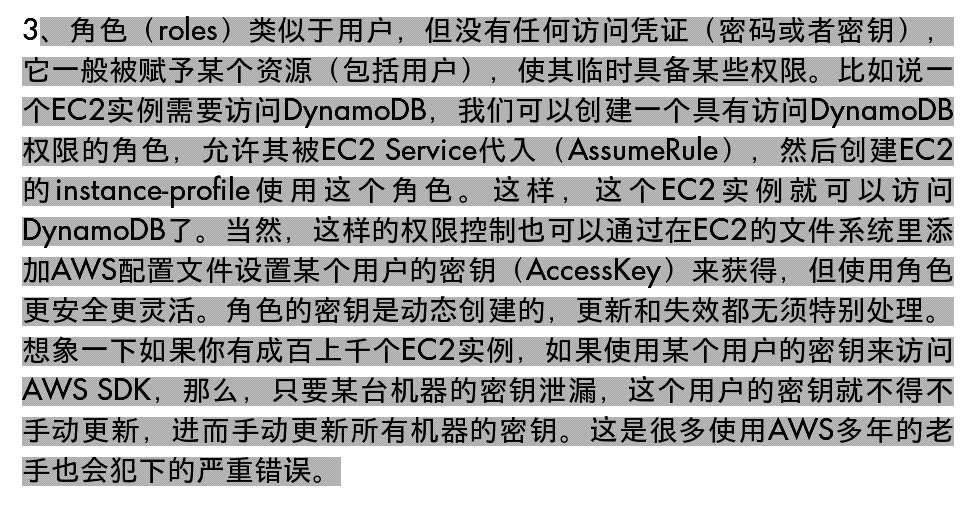 3、角色（roles）类似于用户，但没有任何访问凭证（密码或者密钥），
它一般被赋予某个资源（包括用户），使其临时具备某些权限。比如说一
个EC2实例需要访问DynamoDB，我们可以创建一个具有访问DynamoDB
权限的角色，允许其被EC2 Service代入（AssumeRule），然后创建EC2
的instance-profile使用这个角色。这样，这个EC2实例就可以访问
DynamoDB了。当然，这样的权限控制也可以通过在EC2的文件系统里添
加AWS配置文件设置某个用户的密钥（AccessKey）来获得，但使用角色
更安全更灵活。角色的密钥是动态创建的，更新和失效都无须特别处理。
想象一下如果你有成百上千个EC2实例，如果使用某个用户的密钥来访问
AWS SDK，那么，只要某台机器的密钥泄漏，这个用户的密钥就不得不
手动更新，进而手动更新所有机器的密钥。这是很多使用AWS多年的老
手也会犯下的严重错误。